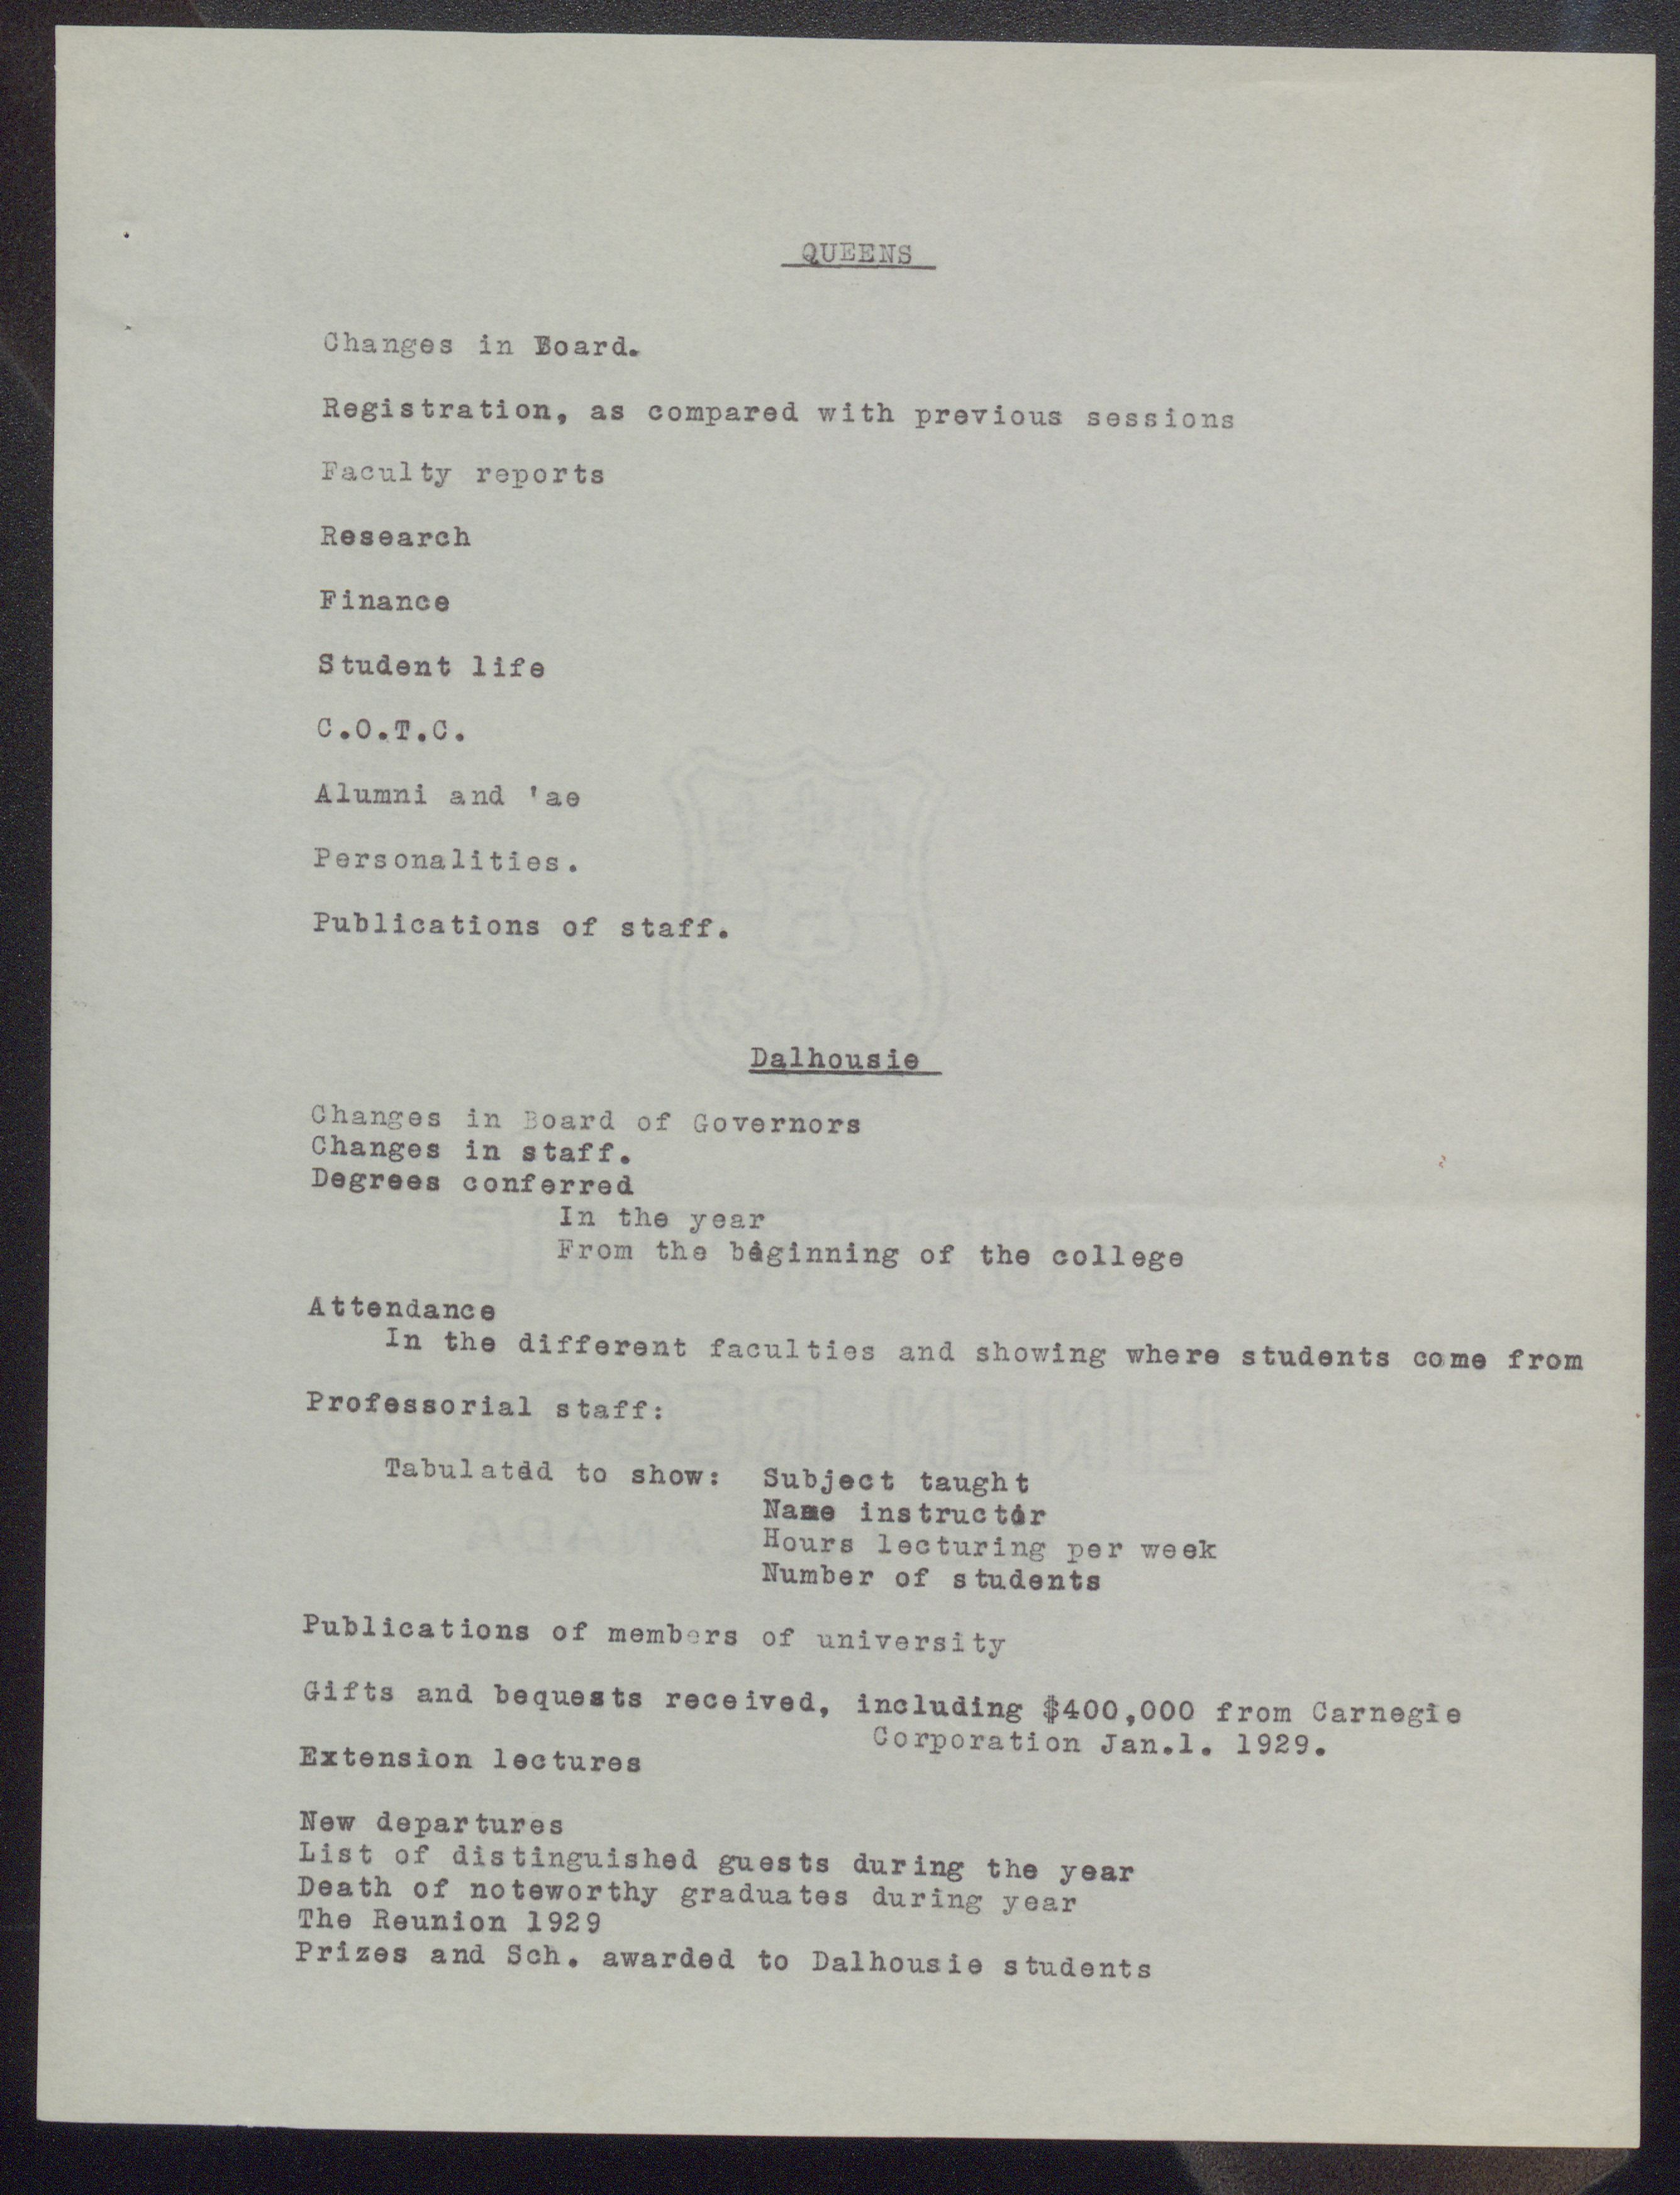 QUEENS
Changes in Board.
Registration, as compared with previous sessions
Faculty reports
Research
Finance
Student life
C.O.T.C.
Alumni and 'ae
Personalities.
Publications of staff.
Dalhousie
Changes in Board of Governors
Changes in staff.
Degrees conferred
In the year
From the beginning of the college
Attendance
In the different faculties and showing where students come from
Professorial staff:
Tabulated to show: Subject taught
Name instructor
Hours lecturing per week
Number of students
Publications of members of university
Gifts and bequests received, including $400,000 from Carnegie
Corporation Jan.1. 1929.
Extension lectures
New departures
List of distinguished guests during the year
Death of noteworthy graduates during year
The Reunion 1929
Prizes and Sch. awarded to Dalhousie students